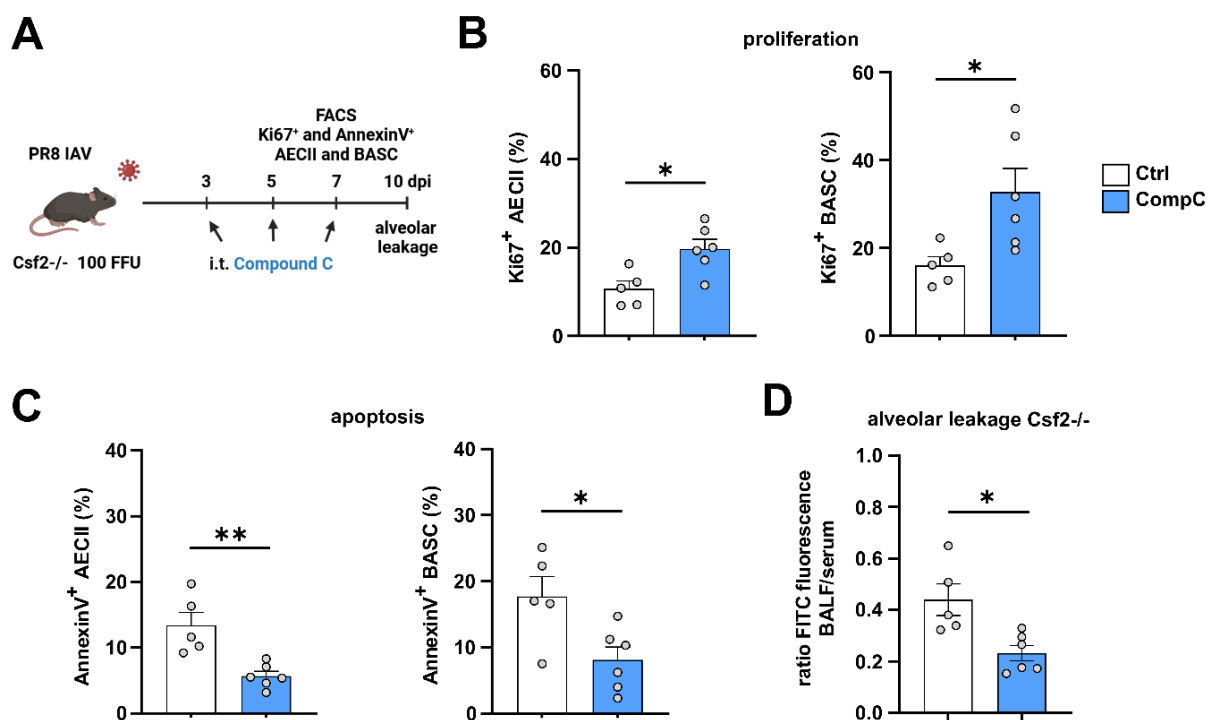 A
PR8 IAV
FACS
Ki67⁺ and AnnexinV⁺
AECII and BASC
3 5 7 10 dpi
alveolar
leakage
Csf2-/- 100 FFU
i.t. Compound C
B
proliferation
Ki67⁺ AECII (%)
60
40
20
0
*
Ki67⁺ BASC (%)
60
40
20
0
*
Ctrl
CompC
C
apoptosis
AnnexinV⁺ AECII (%)
40
30
20
10
0
**
AnnexinV⁺ BASC (%)
40
30
20
10
0
*
D
alveolar leakage Csf2-/-
ratio FITC fluorescence
BALF/serum
1.0
0.8
0.6
0.4
0.2
0.0
*